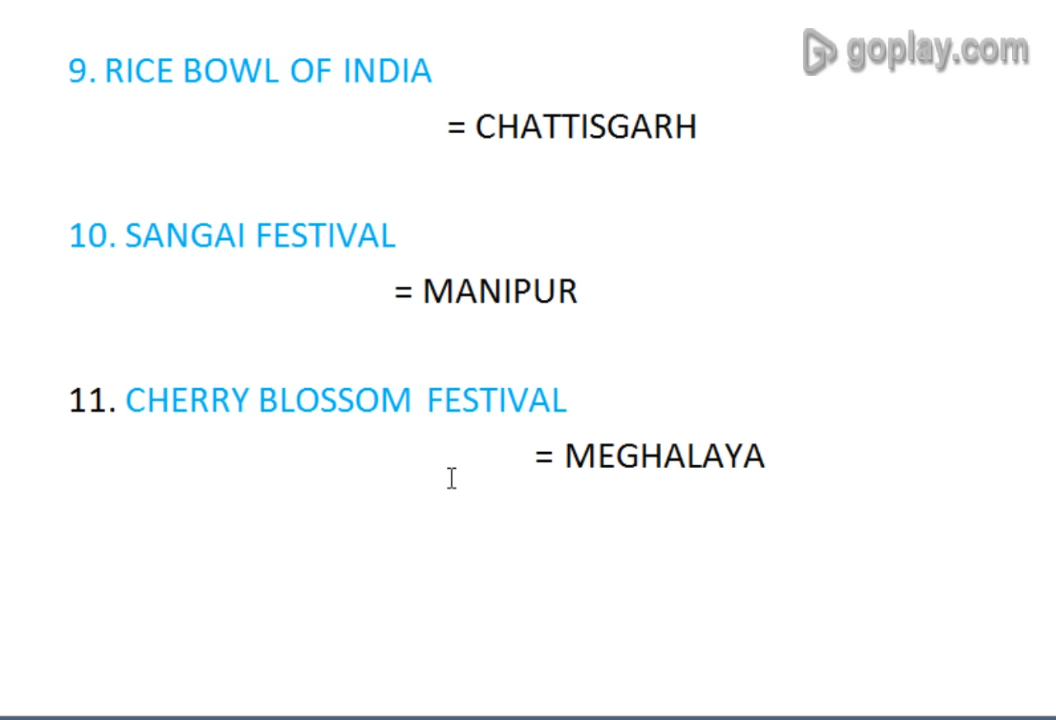 goplay.com
9. RICE BOWL OF INDIA
= CHATTISGARH
10. SANGAI FESTIVAL
= MANIPUR
11. CHERRY BLOSSOM FESTIVAL
= MEGHALAYA